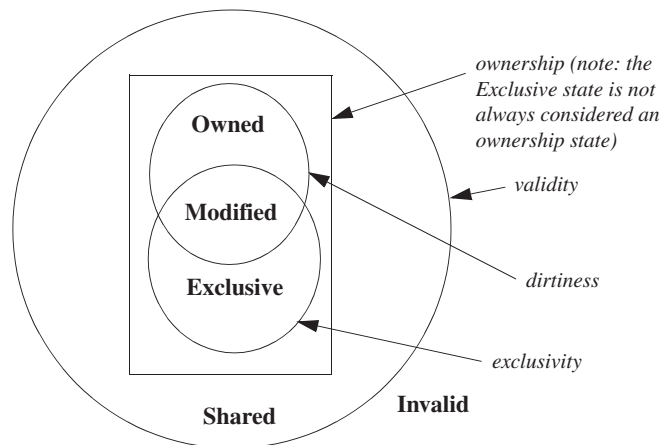 ownership (note: the
Exclusive state is not
always considered an
ownership state)
Owned
validity
Modified
dirtiness
Exclusive
exclusivity
Shared
Invalid